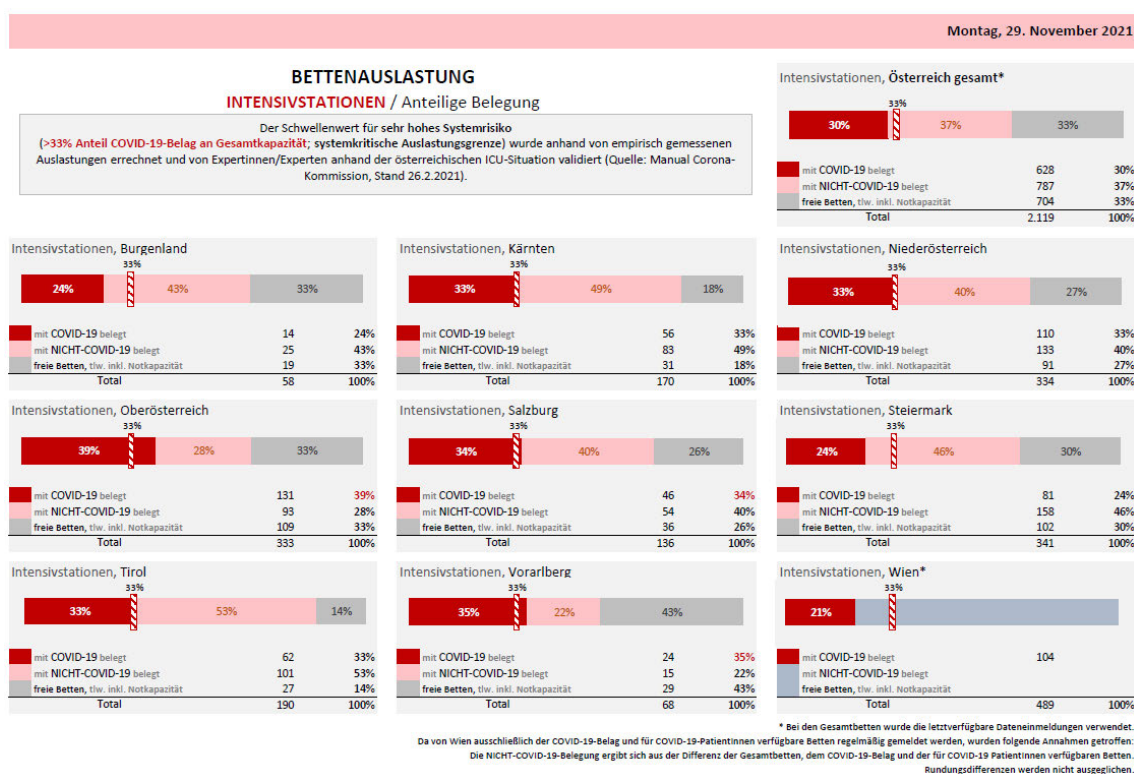 Montag, 29. November 2021
BETTENAUSLASTUNG
INTENSIVSTATIONEN / Anteilige Belegung
Der Schwellenwert für sehr hohes Systemrisiko
(>33% Anteil COVID-19-Belag an Gesamtkapazität; systemkritische Auslastungsgrenze) wurde anhand von empirisch gemessenen
Auslastungen errechnet und von Expertinnen/Experten anhand der österreichischen ICU-Situation validiert (Quelle: Manual Corona-
Kommission, Stand 26.2.2021).
Intensivstationen, Österreich gesamt*
33%
30% 37% 33%
mit COVID-19 belegt 628 30%
mit NICHT-COVID-19 belegt 787 37%
freie Betten, tlw. inkl. Notkapazität 704 33%
Total 2.119 100%
Intensivstationen, Burgenland
33%
24% 43% 33%
mit COVID-19 belegt 14 24%
mit NICHT-COVID-19 belegt 25 43%
freie Betten, tlw. inkl. Notkapazität 19 33%
Total 58 100%
Intensivstationen, Kärnten
33%
33% 49% 18%
mit COVID-19 belegt 56 33%
mit NICHT-COVID-19 belegt 83 49%
freie Betten, tlw. inkl. Notkapazität 31 18%
Total 170 100%
Intensivstationen, Niederösterreich
33%
33% 40% 27%
mit COVID-19 belegt 110 33%
mit NICHT-COVID-19 belegt 133 40%
freie Betten, tlw. inkl. Notkapazität 91 27%
Total 334 100%
Intensivstationen, Oberösterreich
33%
39% 28% 33%
mit COVID-19 belegt 131 39%
mit NICHT-COVID-19 belegt 93 28%
freie Betten, tlw. inkl. Notkapazität 109 33%
Total 333 100%
Intensivstationen, Salzburg
33%
34% 40% 26%
mit COVID-19 belegt 46 34%
mit NICHT-COVID-19 belegt 54 40%
freie Betten, tlw. inkl. Notkapazität 36 26%
Total 136 100%
Intensivstationen, Steiermark
33%
24% 46% 30%
mit COVID-19 belegt 81 24%
mit NICHT-COVID-19 belegt 158 46%
freie Betten, tlw. inkl. Notkapazität 102 30%
Total 341 100%
Intensivstationen, Tirol
33%
33% 53% 14%
mit COVID-19 belegt 62 33%
mit NICHT-COVID-19 belegt 101 53%
freie Betten, tlw. inkl. Notkapazität 27 14%
Total 190 100%
Intensivstationen, Vorarlberg
33%
35% 22% 43%
mit COVID-19 belegt 24 35%
mit NICHT-COVID-19 belegt 15 22%
freie Betten, tlw. inkl. Notkapazität 29 43%
Total 68 100%
Intensivstationen, Wien*
33%
21%
mit COVID-19 belegt 104
mit NICHT-COVID-19 belegt
freie Betten, tlw. inkl. Notkapazität
Total 489 100%
* Bei den Gesamtbetten wurde die letztverfügbare Dateneinmeldungen verwendet.
Da von Wien ausschließlich der COVID-19-Belag und für COVID-19-PatientInnen verfügbare Betten regelmäßig gemeldet werden, wurden folgende Annahmen getroffen:
Die NICHT-COVID-19-Belegung ergibt sich aus der Differenz der Gesamtbetten, dem COVID-19-Belag und der für COVID-19 PatientInnen verfügbaren Betten.
Rundungsdifferenzen werden nicht ausgeglichen.